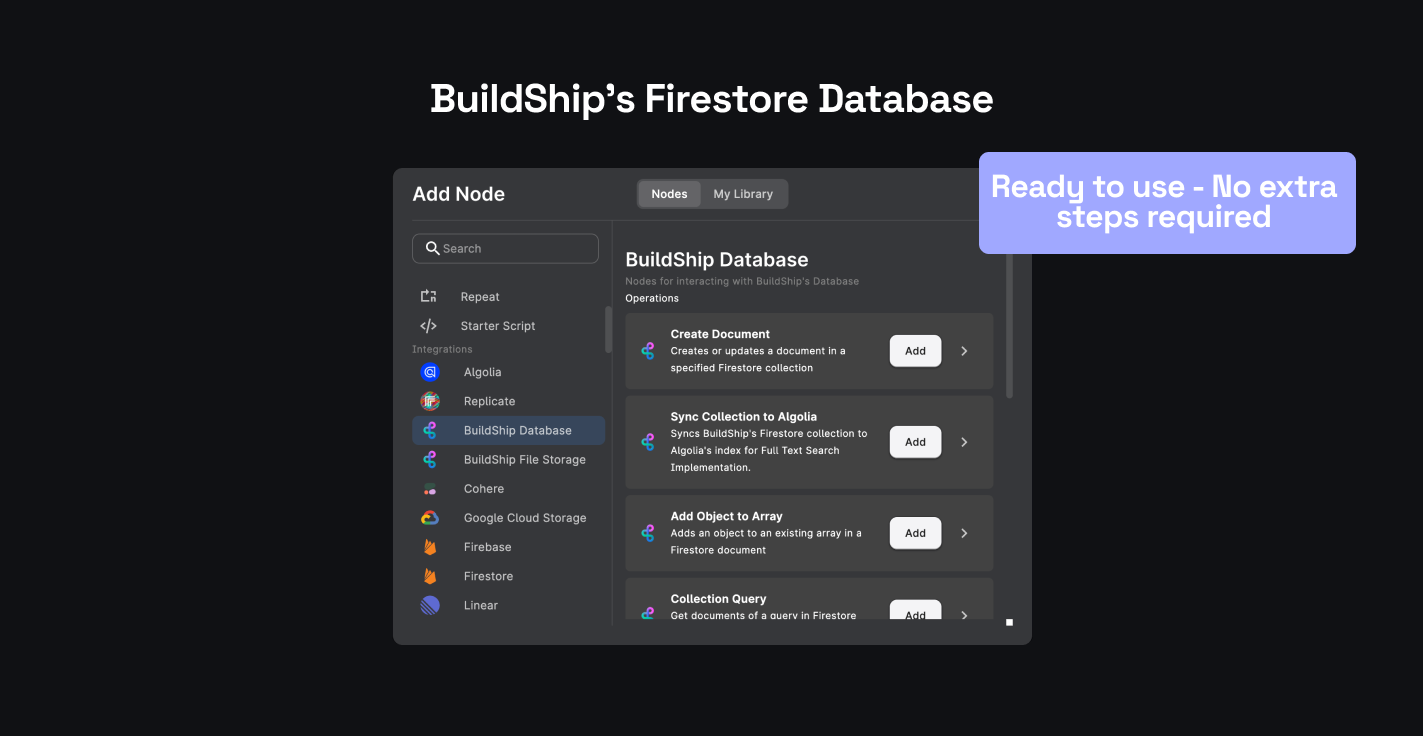 BuildShip's Firestore Database
Ready to use - No extra
steps required
Add Node
Nodes
My Library
Search
Repeat
Starter Script
Integrations
Algolia
Replicate
BuildShip Database
BuildShip File Storage
Cohere
Google Cloud Storage
Firebase
Firestore
Linear
BuildShip Database
Nodes for interacting with BuildShip's Database
Operations
Create Document
Creates or updates a document in a
specified Firestore collection
Add
Sync Collection to Algolia
Syncs BuildShip's Firestore collection to
Algolia's index for Full Text Search
Implementation.
Add
Add Object to Array
Adds an object to an existing array in a
Firestore document
Add
Collection Query
Get documents of a query in Firestore
Add